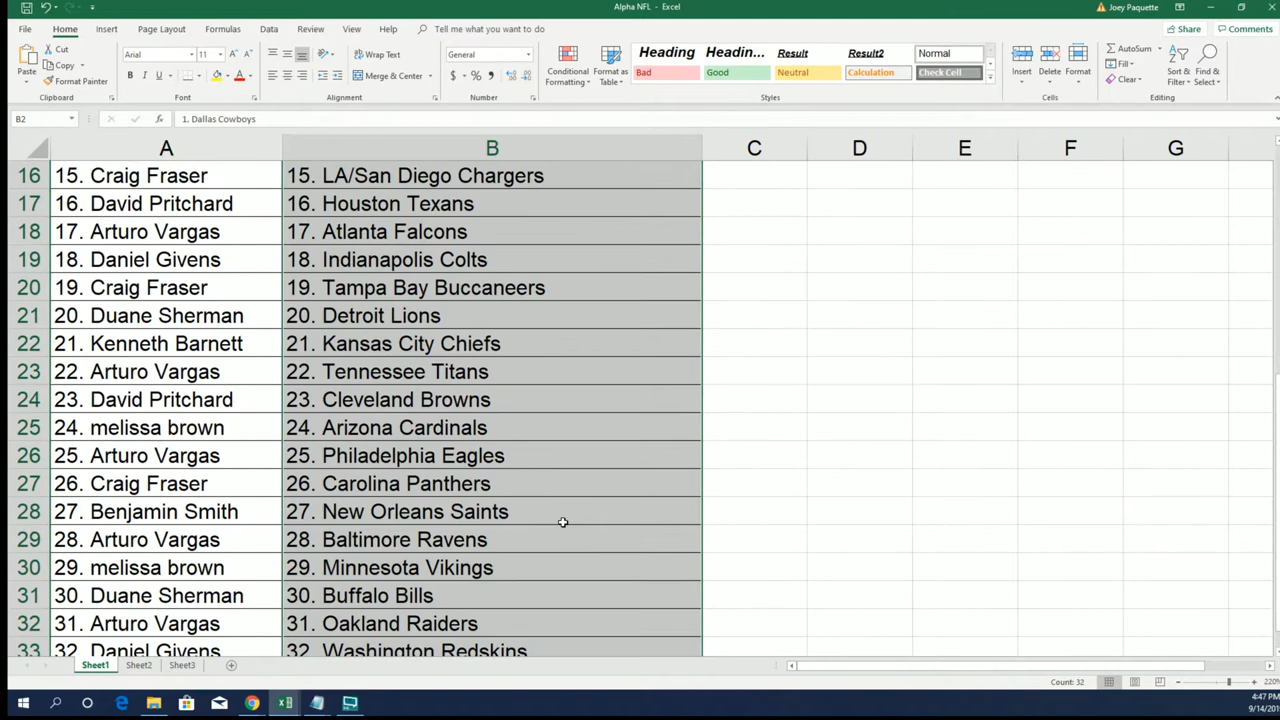 Alpha NFL - Excel
Joey Paquette
File Home Insert Page Layout Formulas Data Review View Help Tell me what you want to do
Share Comments
Paste
Cut
Copy
Format Painter
Clipboard
Arial 11
B I U
Font
Wrap Text
Merge & Center
Alignment
General
$ % ,
Number
Conditional Formatting
Format as Table
Heading Headin... Result Result2 Normal
Bad Good Neutral Calculation Check Cell
Styles
Insert Delete Format
Cells
AutoSum
Fill
Clear
Sort & Filter
Find & Select
Editing
B2 fx 1. Dallas Cowboys
A B C D E F G
16 15. Craig Fraser 15. LA/San Diego Chargers
17 16. David Pritchard 16. Houston Texans
18 17. Arturo Vargas 17. Atlanta Falcons
19 18. Daniel Givens 18. Indianapolis Colts
20 19. Craig Fraser 19. Tampa Bay Buccaneers
21 20. Duane Sherman 20. Detroit Lions
22 21. Kenneth Barnett 21. Kansas City Chiefs
23 22. Arturo Vargas 22. Tennessee Titans
24 23. David Pritchard 23. Cleveland Browns
25 24. melissa brown 24. Arizona Cardinals
26 25. Arturo Vargas 25. Philadelphia Eagles
27 26. Craig Fraser 26. Carolina Panthers
28 27. Benjamin Smith 27. New Orleans Saints
29 28. Arturo Vargas 28. Baltimore Ravens
30 29. melissa brown 29. Minnesota Vikings
31 30. Duane Sherman 30. Buffalo Bills
32 31. Arturo Vargas 31. Oakland Raiders
33 32. Daniel Givens 32. Washington Redskins
Sheet1 Sheet2 Sheet3
Count: 32 220%
4:47 PM